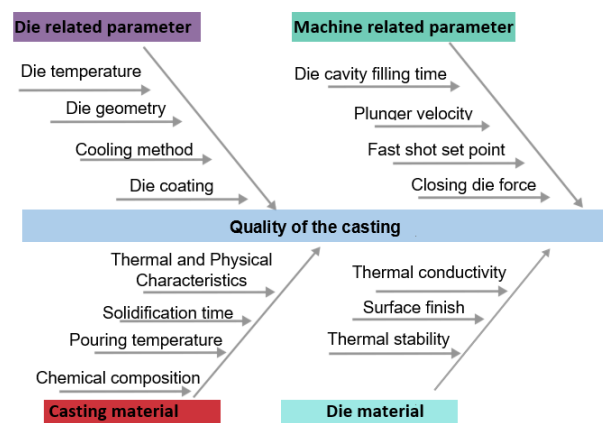 Die related parameter
Machine related parameter
Die temperature
Die geometry
Cooling method
Die coating
Die cavity filling time
Plunger velocity
Fast shot set point
Closing die force
Quality of the casting
Thermal and Physical
Characteristics
Solidification time
Pouring temperature
Chemical composition
Thermal conductivity
Surface finish
Thermal stability
Casting material
Die material